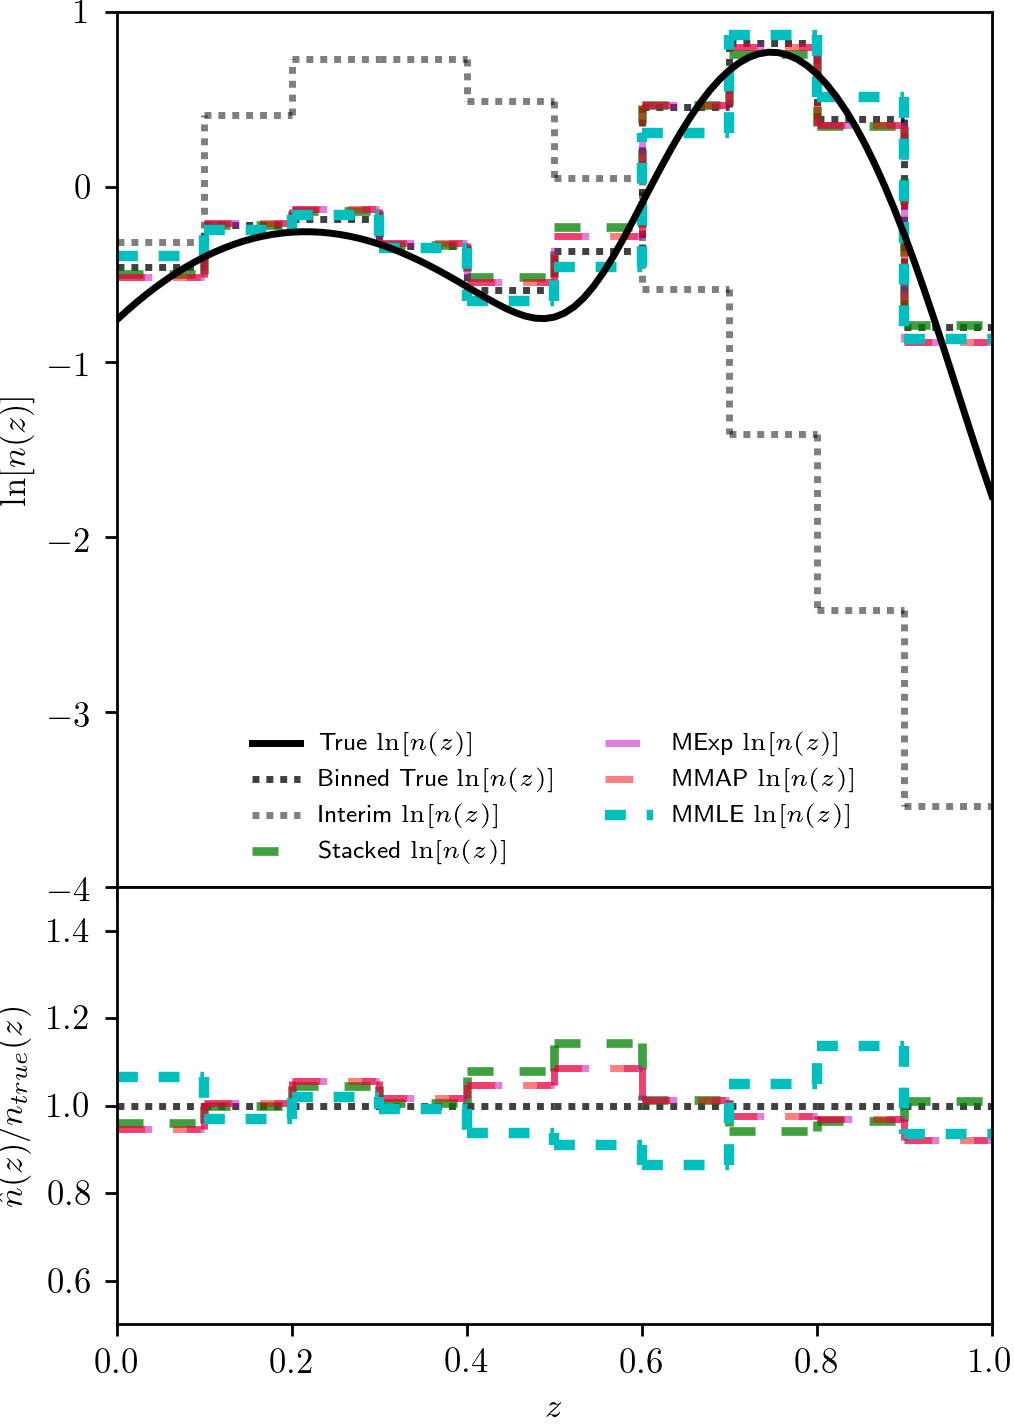 1
0
−1
−2
−3
−4
ln[n(z)]
True ln[n(z)]
Binned True ln[n(z)]
Interim ln[n(z)]
Stacked ln[n(z)]
MExp ln[n(z)]
MMAP ln[n(z)]
MMLE ln[n(z)]
1.4
1.2
1.0
0.8
0.6
n̂(z)/n_{true}(z)
0.0 0.2 0.4 0.6 0.8 1.0
z